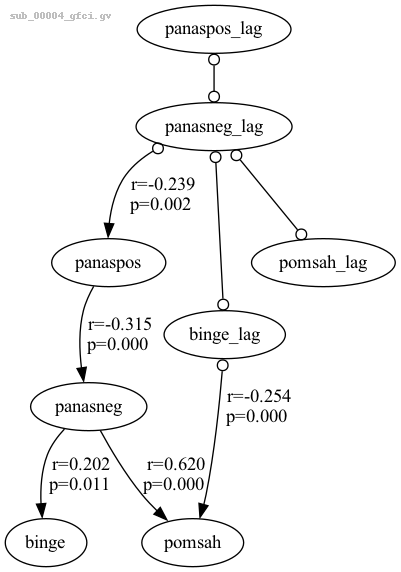 sub_00004_gfci.gv
panaspos_lag
panasneg_lag
r=-0.239
p=0.002
panaspos
pomsah_lag
r=-0.315
p=0.000
binge_lag
panasneg
r=-0.254
p=0.000
r=0.202
p=0.011
r=0.620
p=0.000
binge
pomsah